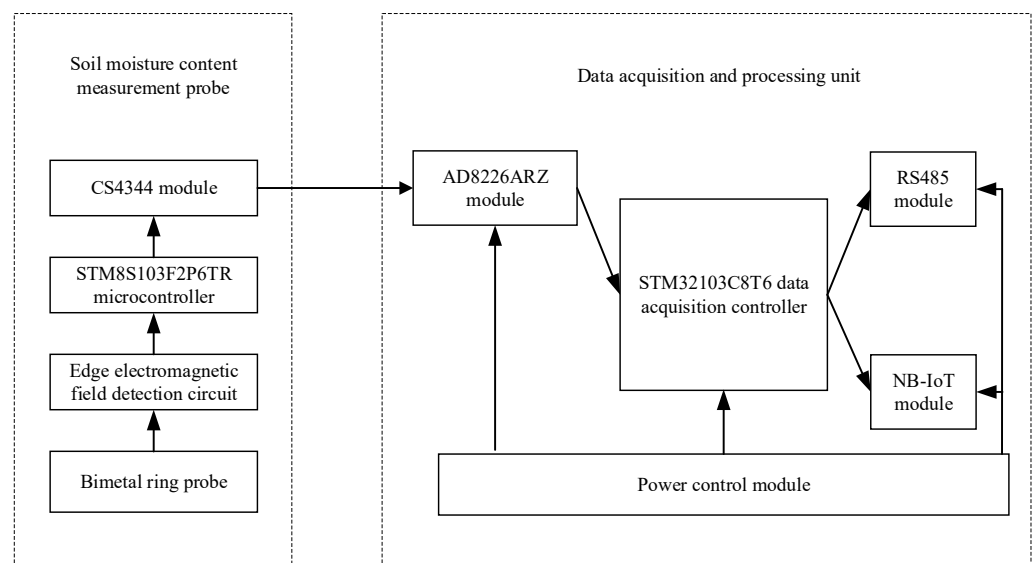 Soil moisture content
measurement probe
CS4344 module
STM8S103F2P6TR
microcontroller
Edge electromagnetic
field detection circuit
Bimetal ring probe
Data acquisition and processing unit
AD8226ARZ
module
STM32103C8T6 data
acquisition controller
RS485
module
NB-IoT
module
Power control module